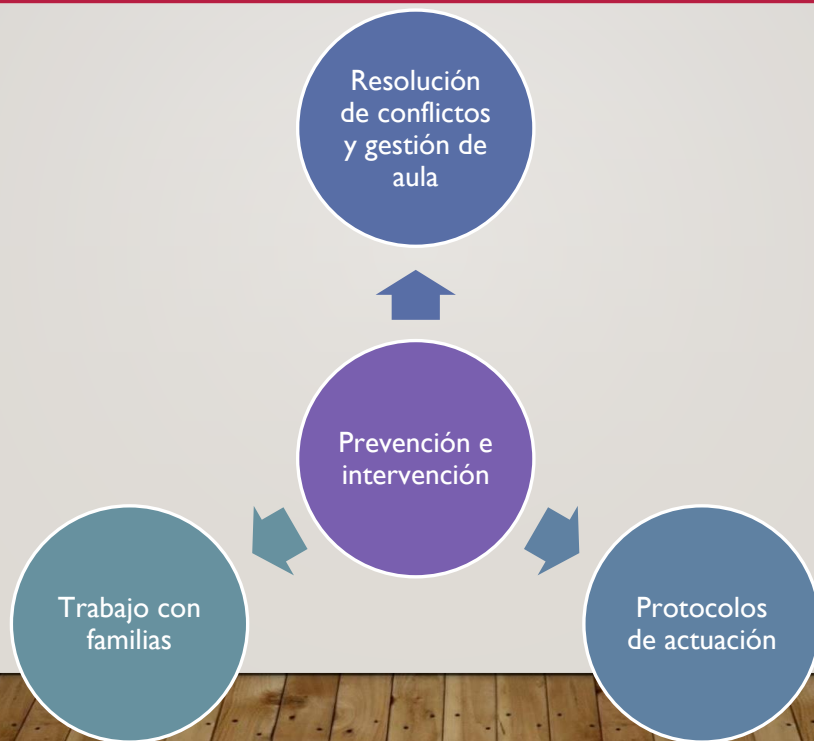 Resolución
de conflictos
y gestión de
aula
Prevención e
intervención
Trabajo con
familias
Protocolos
de actuación